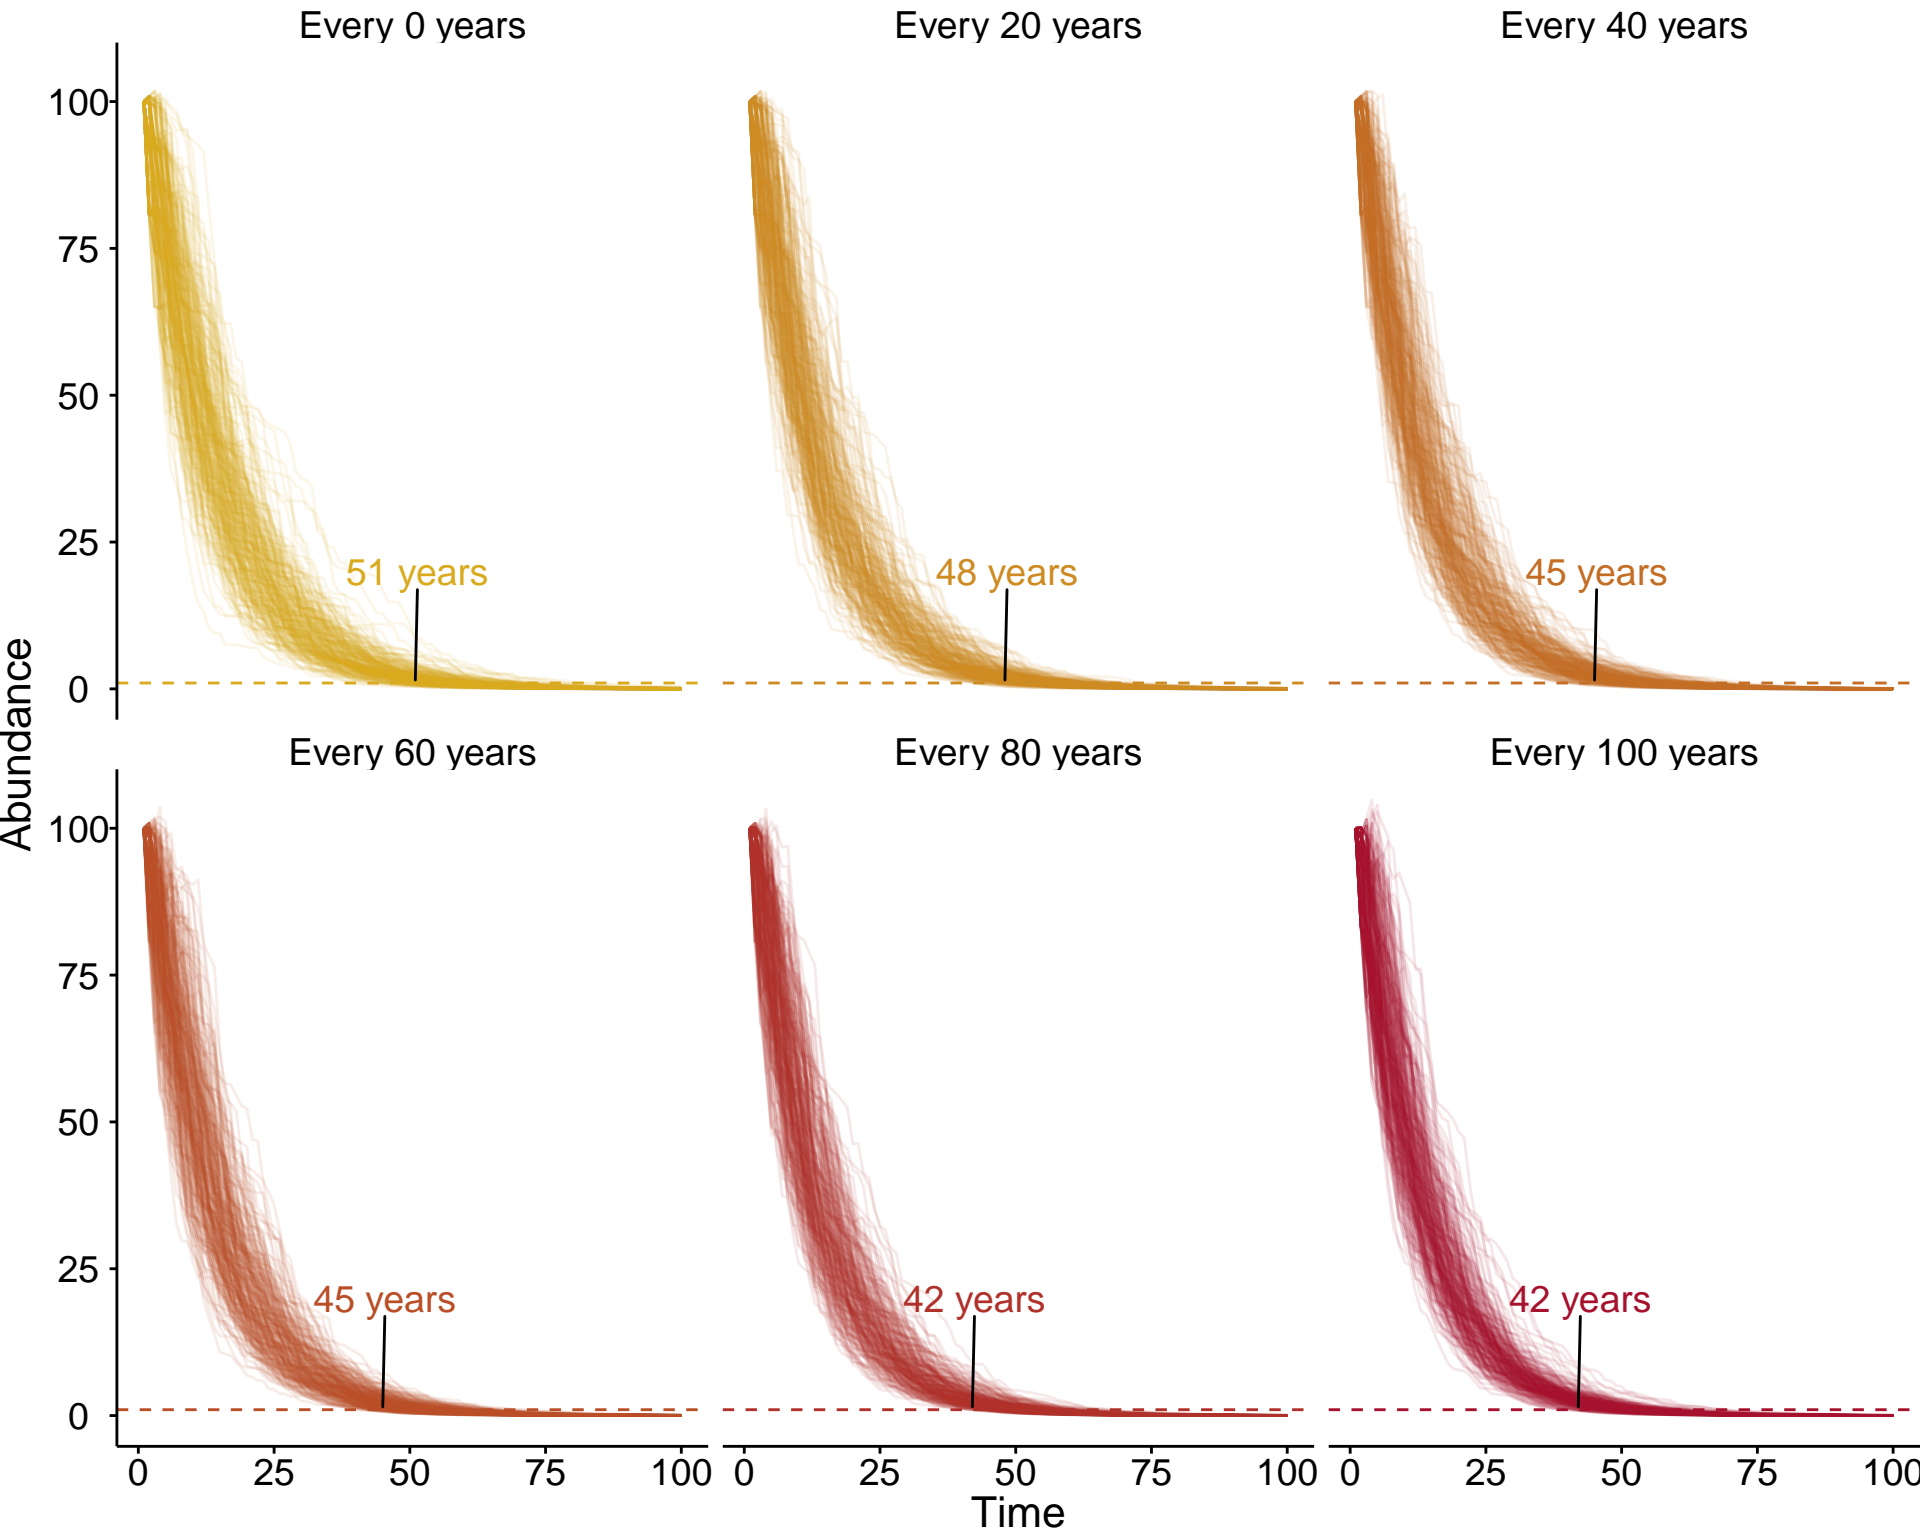 Every 0 years
Every 20 years
Every 40 years
100
75
50
25
0
51 years
48 years
45 years
Abundance
Every 60 years
Every 80 years
Every 100 years
100
75
50
25
0
45 years
42 years
42 years
0 25 50 75 100
0 25 50 75 100
0 25 50 75 100
Time